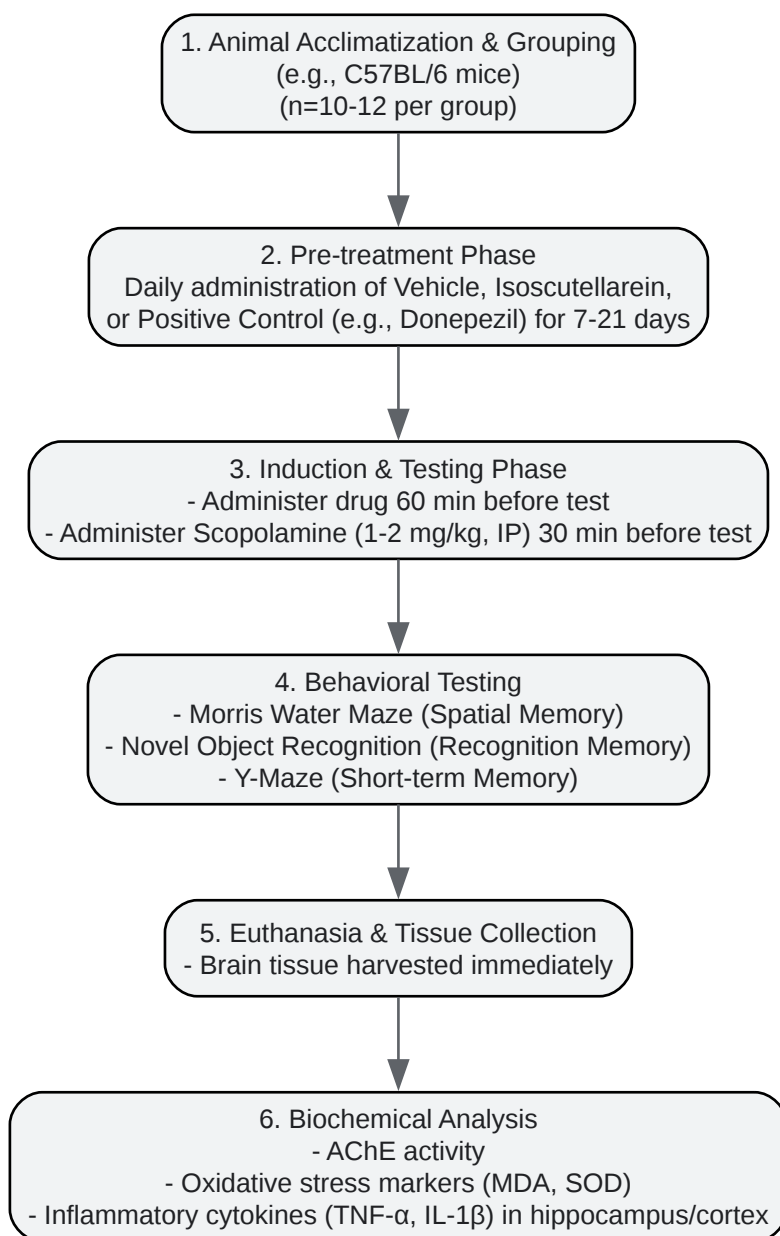 1. Animal Acclimatization & Grouping
(e.g., C57BL/6 mice)
(n=10-12 per group)
2. Pre-treatment Phase
Daily administration of Vehicle, Isoscutellarein,
or Positive Control (e.g., Donepezil) for 7-21 days
3. Induction & Testing Phase
- Administer drug 60 min before test
- Administer Scopolamine (1-2 mg/kg, IP) 30 min before test
4. Behavioral Testing
- Morris Water Maze (Spatial Memory)
- Novel Object Recognition (Recognition Memory)
- Y-Maze (Short-term Memory)
5. Euthanasia & Tissue Collection
- Brain tissue harvested immediately
6. Biochemical Analysis
- AChE activity
- Oxidative stress markers (MDA, SOD)
- Inflammatory cytokines (TNF-α, IL-1β) in hippocampus/cortex